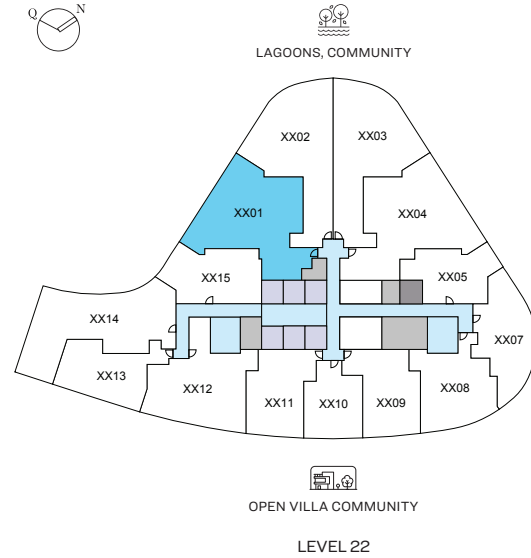 Q N
LAGOONS, COMMUNITY
XX02 XX03
XX01 XX04
XX15 XX05
XX14 XX07
XX13 XX12 XX11 XX10 XX09 XX08
OPEN VILLA COMMUNITY
LEVEL 22